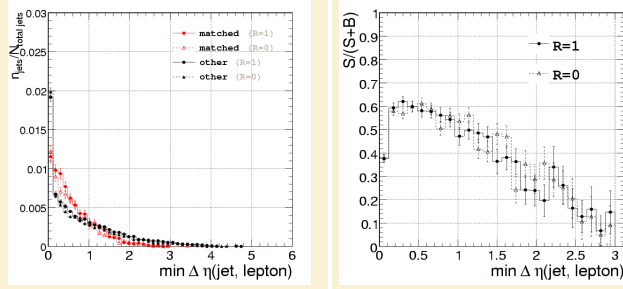 n_jets/N_total jets
0.03
0.025
0.02
0.015
0.01
0.005
0
matched (R=1)
matched (R=0)
other (R=1)
other (R=0)
0 1 2 3 4 5 6
min Δ η(jet, lepton)
S/(S+B)
1
0.9
0.8
0.7
0.6
0.5
0.4
0.3
0.2
0.1
0
R=1
R=0
0 0.5 1 1.5 2 2.5 3
min Δ η(jet, lepton)